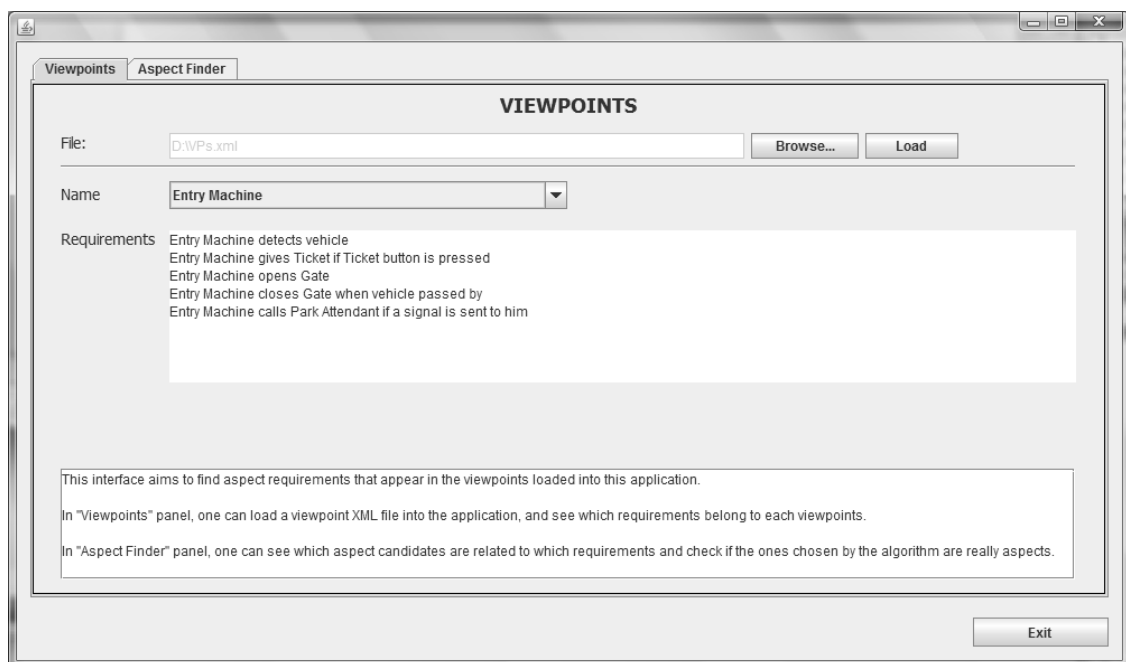 Viewpoints Aspect Finder
VIEWPOINTS
File: D:\VPs.xml Browse... Load
Name Entry Machine
Requirements Entry Machine detects vehicle
Entry Machine gives Ticket if Ticket button is pressed
Entry Machine opens Gate
Entry Machine closes Gate when vehicle passed by
Entry Machine calls Park Attendant if a signal is sent to him
This interface aims to find aspect requirements that appear in the viewpoints loaded into this application.
In "Viewpoints" panel, one can load a viewpoint XML file into the application, and see which requirements belong to each viewpoints.
In "Aspect Finder" panel, one can see which aspect candidates are related to which requirements and check if the ones chosen by the algorithm are really aspects.
Exit